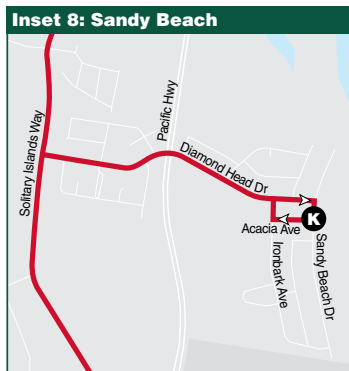 Inset 8: Sandy Beach
Solitary Islands Way
Pacific Hwy
Diamond Head Dr
K
Acacia Ave
Ironbark Ave
Sandy Beach Dr